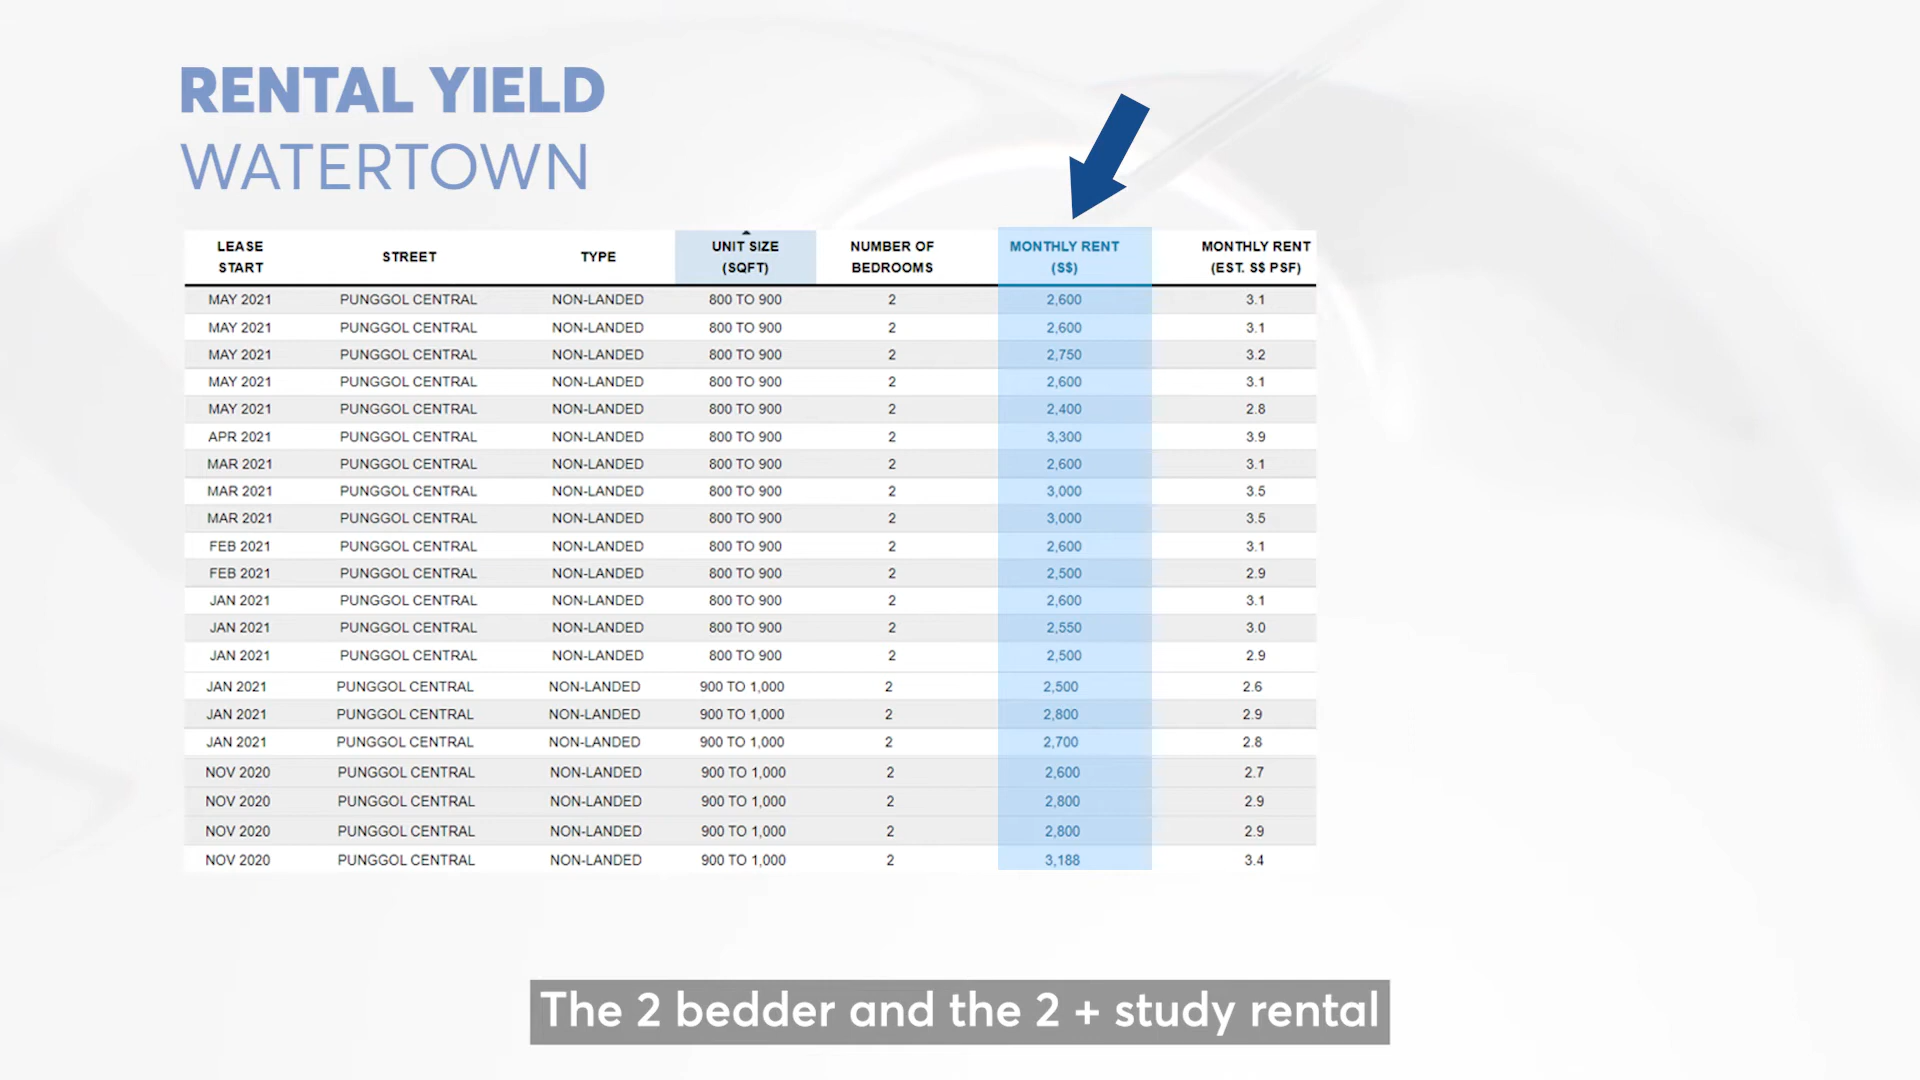 RENTAL YIELD
WATERTOWN
LEASE START STREET TYPE UNIT SIZE (SQFT) NUMBER OF BEDROOMS MONTHLY RENT (S$) MONTHLY RENT (EST. S$ PSF)
MAY 2021 PUNGGOL CENTRAL NON-LANDED 800 TO 900 2 2,600 3.1
MAY 2021 PUNGGOL CENTRAL NON-LANDED 800 TO 900 2 2,600 3.1
MAY 2021 PUNGGOL CENTRAL NON-LANDED 800 TO 900 2 2,750 3.2
MAY 2021 PUNGGOL CENTRAL NON-LANDED 800 TO 900 2 2,600 3.1
MAY 2021 PUNGGOL CENTRAL NON-LANDED 800 TO 900 2 2,400 2.8
APR 2021 PUNGGOL CENTRAL NON-LANDED 800 TO 900 2 3,300 3.9
MAR 2021 PUNGGOL CENTRAL NON-LANDED 800 TO 900 2 2,600 3.1
MAR 2021 PUNGGOL CENTRAL NON-LANDED 800 TO 900 2 3,000 3.5
MAR 2021 PUNGGOL CENTRAL NON-LANDED 800 TO 900 2 3,000 3.5
FEB 2021 PUNGGOL CENTRAL NON-LANDED 800 TO 900 2 2,600 3.1
FEB 2021 PUNGGOL CENTRAL NON-LANDED 800 TO 900 2 2,500 2.9
JAN 2021 PUNGGOL CENTRAL NON-LANDED 800 TO 900 2 2,600 3.1
JAN 2021 PUNGGOL CENTRAL NON-LANDED 800 TO 900 2 2,550 3.0
JAN 2021 PUNGGOL CENTRAL NON-LANDED 800 TO 900 2 2,500 2.9
JAN 2021 PUNGGOL CENTRAL NON-LANDED 900 TO 1,000 2 2,500 2.6
JAN 2021 PUNGGOL CENTRAL NON-LANDED 900 TO 1,000 2 2,800 2.9
JAN 2021 PUNGGOL CENTRAL NON-LANDED 900 TO 1,000 2 2,700 2.8
NOV 2020 PUNGGOL CENTRAL NON-LANDED 900 TO 1,000 2 2,600 2.7
NOV 2020 PUNGGOL CENTRAL NON-LANDED 900 TO 1,000 2 2,800 2.9
NOV 2020 PUNGGOL CENTRAL NON-LANDED 900 TO 1,000 2 2,800 2.9
NOV 2020 PUNGGOL CENTRAL NON-LANDED 900 TO 1,000 2 3,188 3.4
The 2 bedder and the 2 + study rental